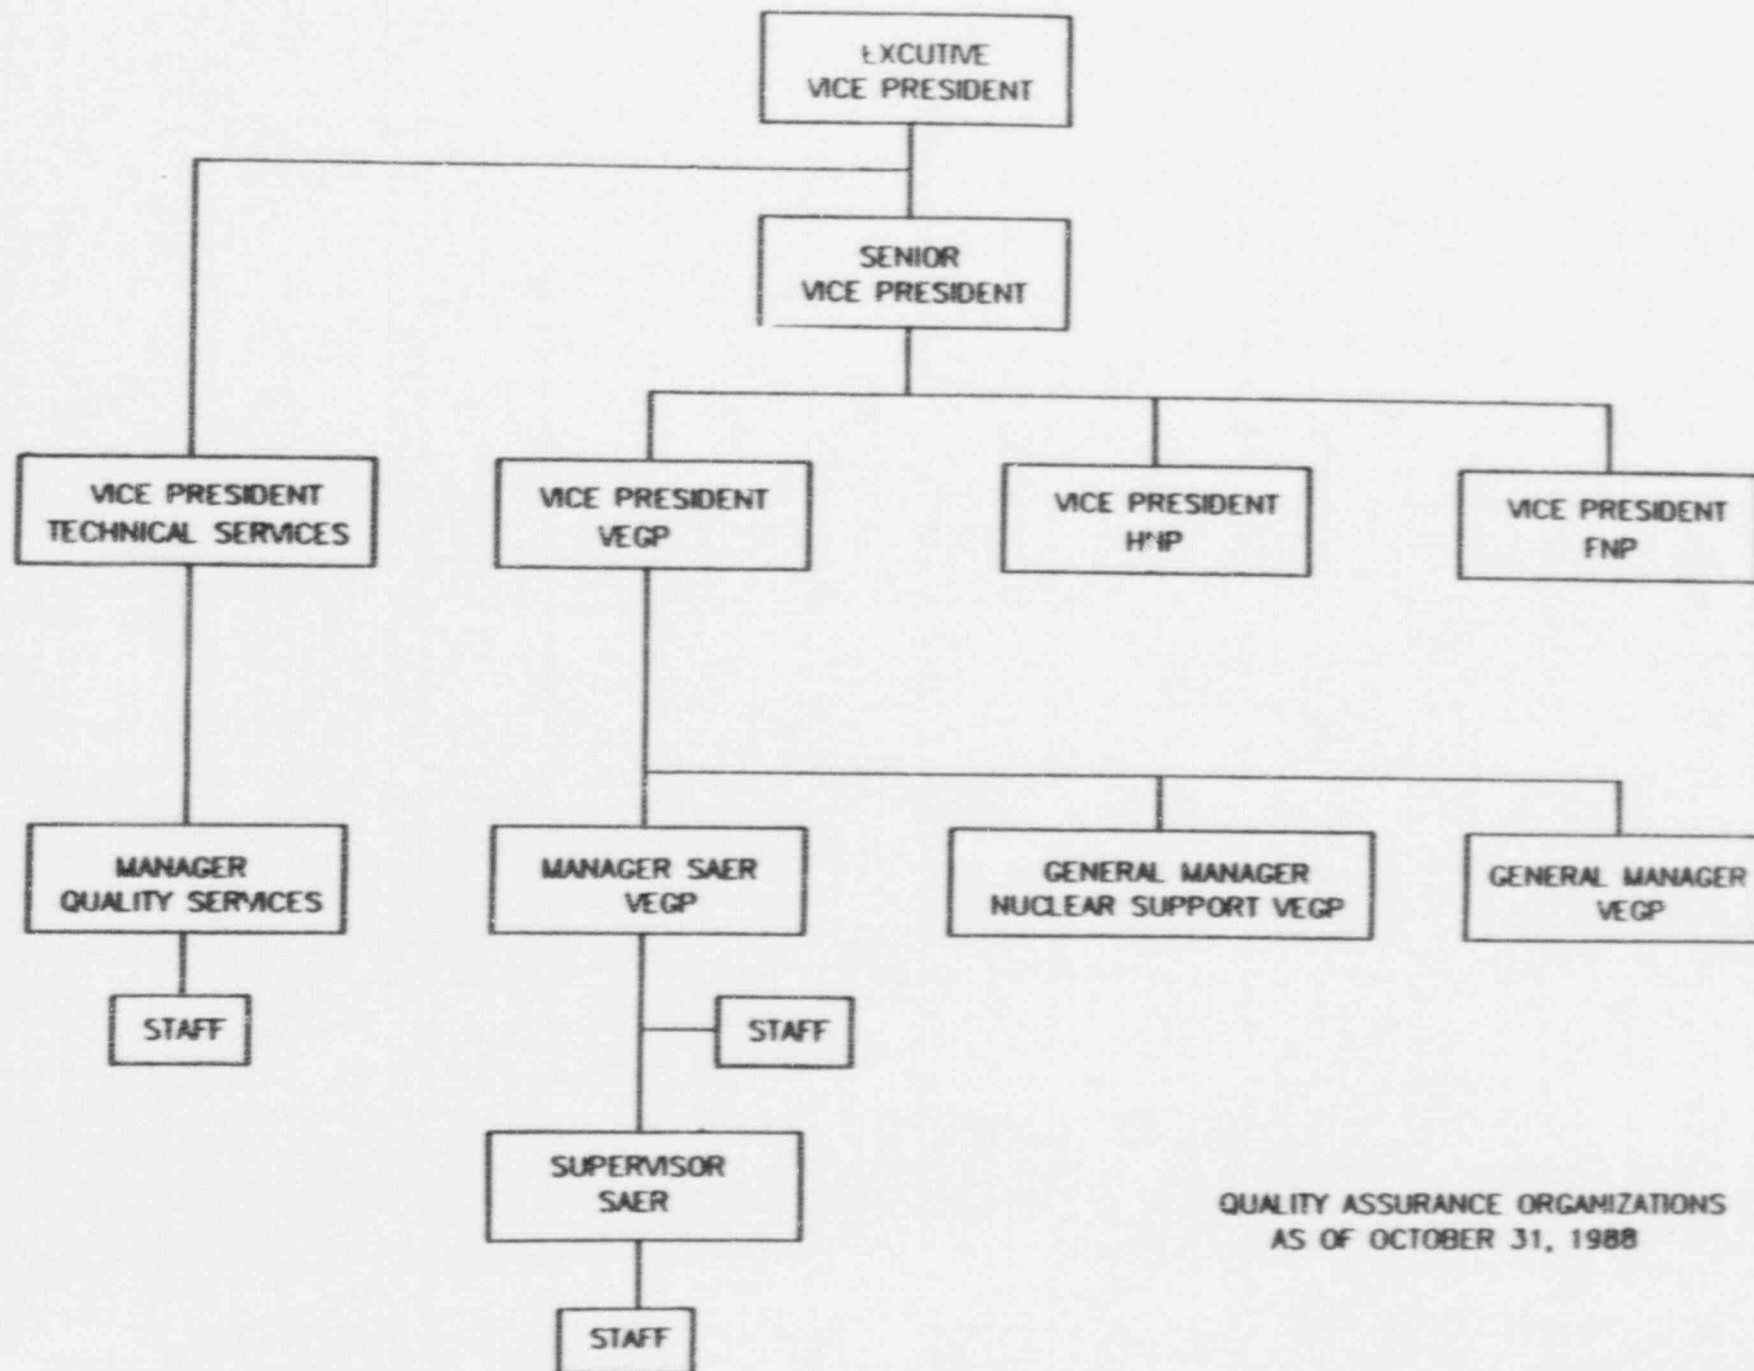 EXCUTIVE
VICE PRESIDENT
SENIOR
VICE PRESIDENT
VICE PRESIDENT
TECHNICAL SERVICES
VICE PRESIDENT
VEGP
VICE PRESIDENT
HNP
VICE PRESIDENT
FNP
MANAGER
QUALITY SERVICES
MANAGER SAER
VEGP
GENERAL MANAGER
NUCLEAR SUPPORT VEGP
GENERAL MANAGER
VEGP
STAFF
STAFF
SUPERVISOR
SAER
QUALITY ASSURANCE ORGANIZATIONS
AS OF OCTOBER 31, 1988
STAFF